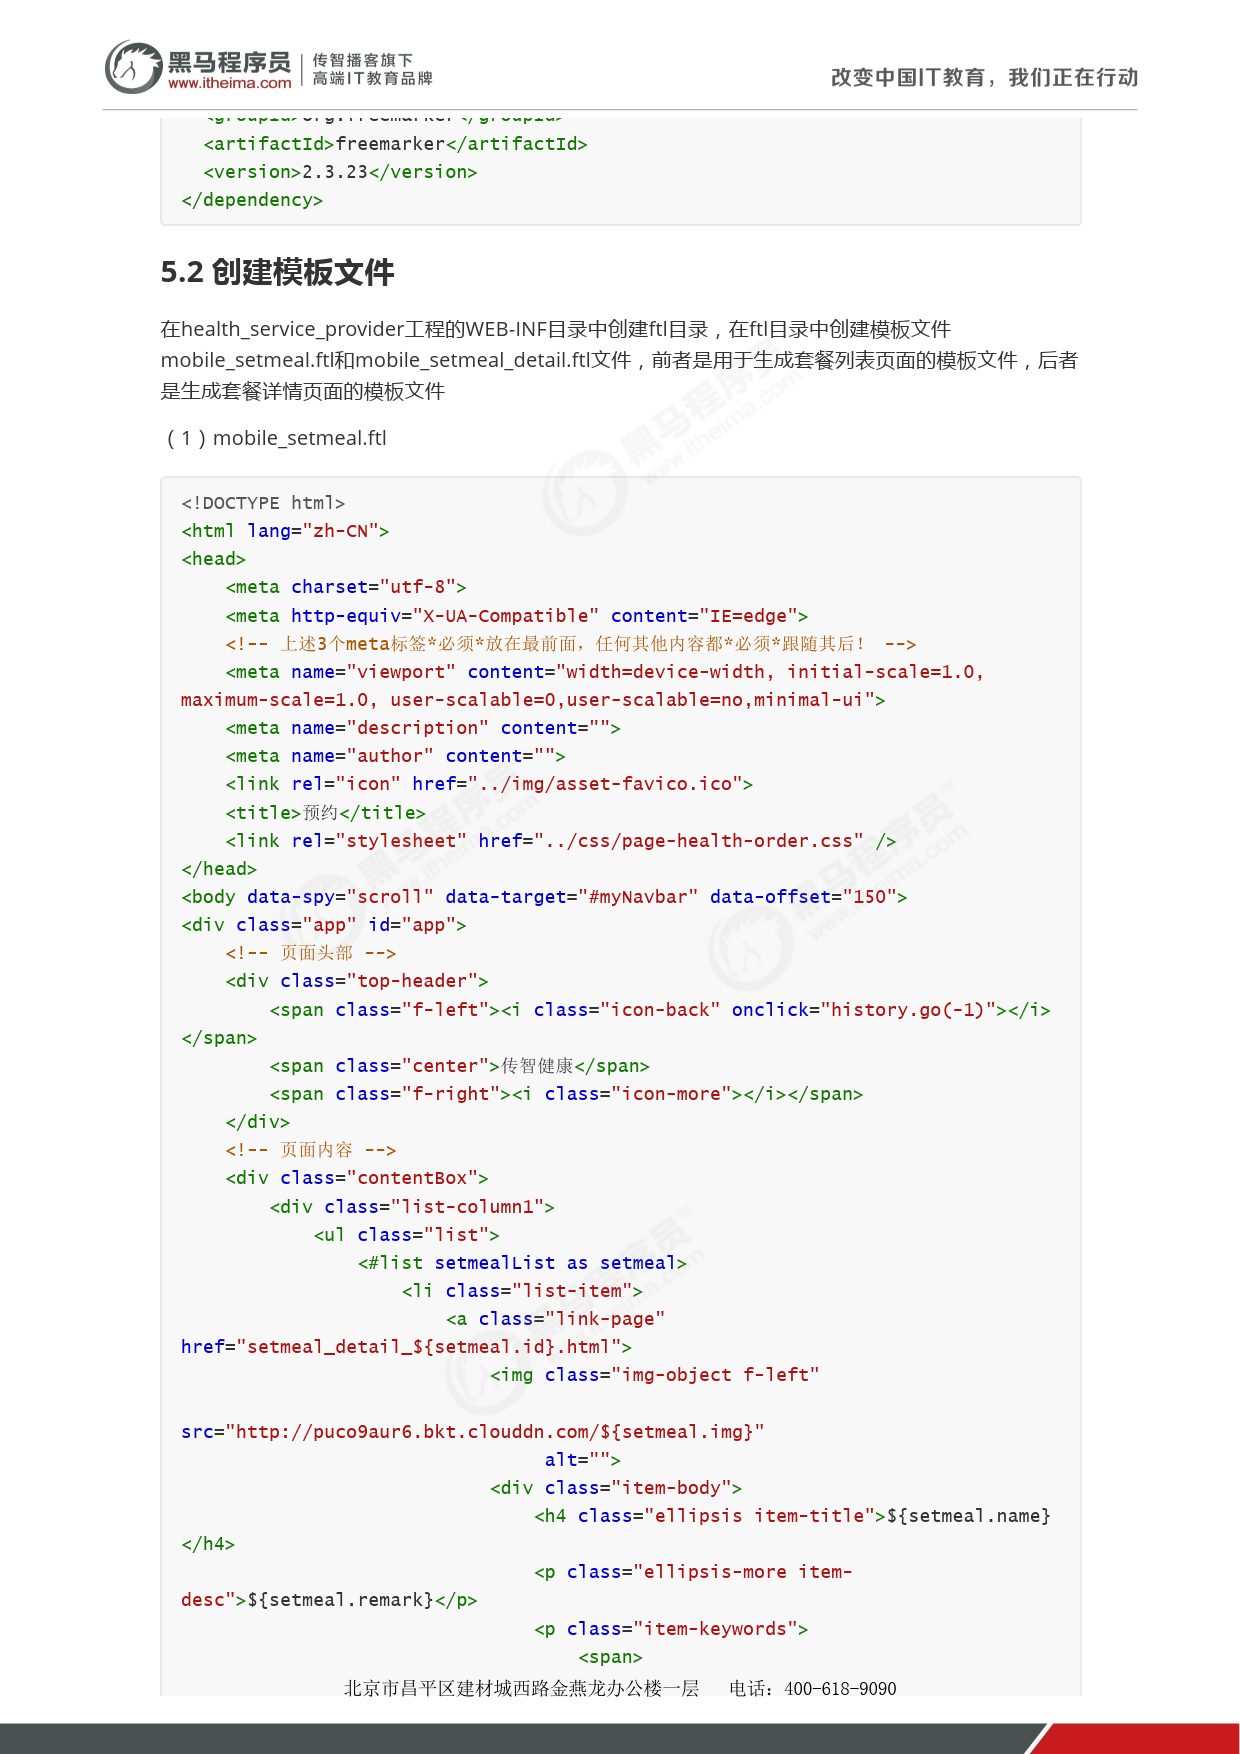 黑马程序员
www.itheima.com
传智播客旗下
高端IT教育品牌
改变中国IT教育，我们正在行动
<groupId>org.freemarker</groupId>
<artifactId>freemarker</artifactId>
<version>2.3.23</version>
</dependency>
5.2 创建模板文件
在health_service_provider工程的WEB-INF目录中创建ftl目录，在ftl目录中创建模板文件
mobile_setmeal.ftl和mobile_setmeal_detail.ftl文件，前者是用于生成套餐列表页面的模板文件，后者
是生成套餐详情页面的模板文件
（1）mobile_setmeal.ftl
<!DOCTYPE html>
<html lang="zh-CN">
<head>
    <meta charset="utf-8">
    <meta http-equiv="X-UA-Compatible" content="IE=edge">
    <!-- 上述3个meta标签*必须*放在最前面，任何其他内容都*必须*跟随其后！ -->
    <meta name="viewport" content="width=device-width, initial-scale=1.0,
maximum-scale=1.0, user-scalable=0,user-scalable=no,minimal-ui">
    <meta name="description" content="">
    <meta name="author" content="">
    <link rel="icon" href="../img/asset-favico.ico">
    <title>预约</title>
    <link rel="stylesheet" href="../css/page-health-order.css" />
</head>
<body data-spy="scroll" data-target="#myNavbar" data-offset="150">
<div class="app" id="app">
    <!-- 页面头部 -->
    <div class="top-header">
        <span class="f-left"><i class="icon-back" onclick="history.go(-1)"></i>
</span>
        <span class="center">传智健康</span>
        <span class="f-right"><i class="icon-more"></i></span>
    </div>
    <!-- 页面内容 -->
    <div class="contentBox">
        <div class="list-column1">
            <ul class="list">
                <#list setmealList as setmeal>
                    <li class="list-item">
                        <a class="link-page"
href="setmeal_detail_${setmeal.id}.html">
                            <img class="img-object f-left"
src="http://puco9aur6.bkt.clouddn.com/${setmeal.img}"
                                 alt="">
                            <div class="item-body">
                                <h4 class="ellipsis item-title">${setmeal.name}
</h4>
                                <p class="ellipsis-more item-
desc">${setmeal.remark}</p>
                                <p class="item-keywords">
                                    <span>
北京市昌平区建材城西路金燕龙办公楼一层 电话：400-618-9090